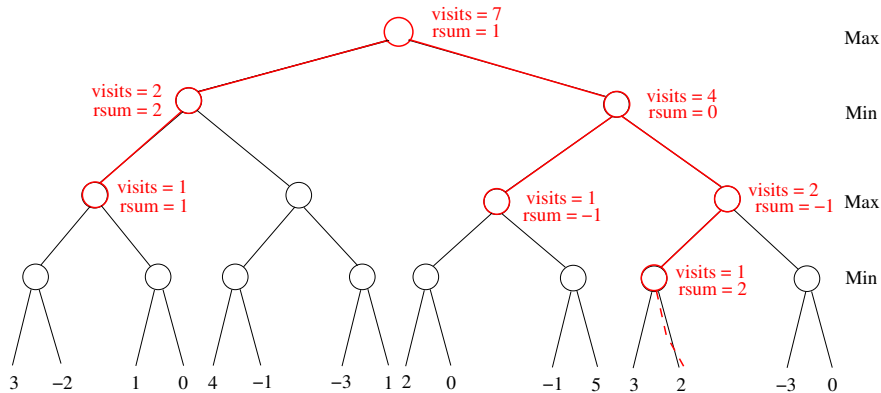 visits = 7
rsum = 1
Max
visits = 2
rsum = 2
visits = 4
rsum = 0
Min
visits = 1
rsum = 1
visits = 1
rsum = −1
visits = 2
rsum = −1
Max
visits = 1
rsum = 2
Min
3 −2 1 0 4 −1 −3 1 2 0 −1 5 3 2 −3 0